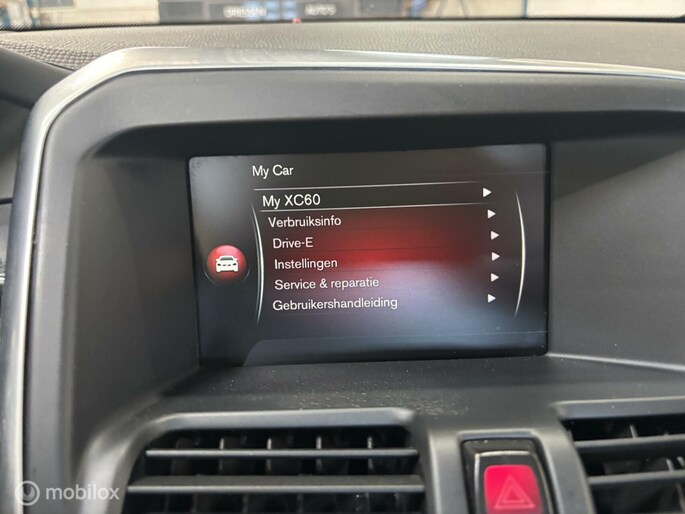 My Car
My XC60
Verbruiksinfo
Drive-E
Instellingen
Service & reparatie
Gebruikershandleiding
mobilox